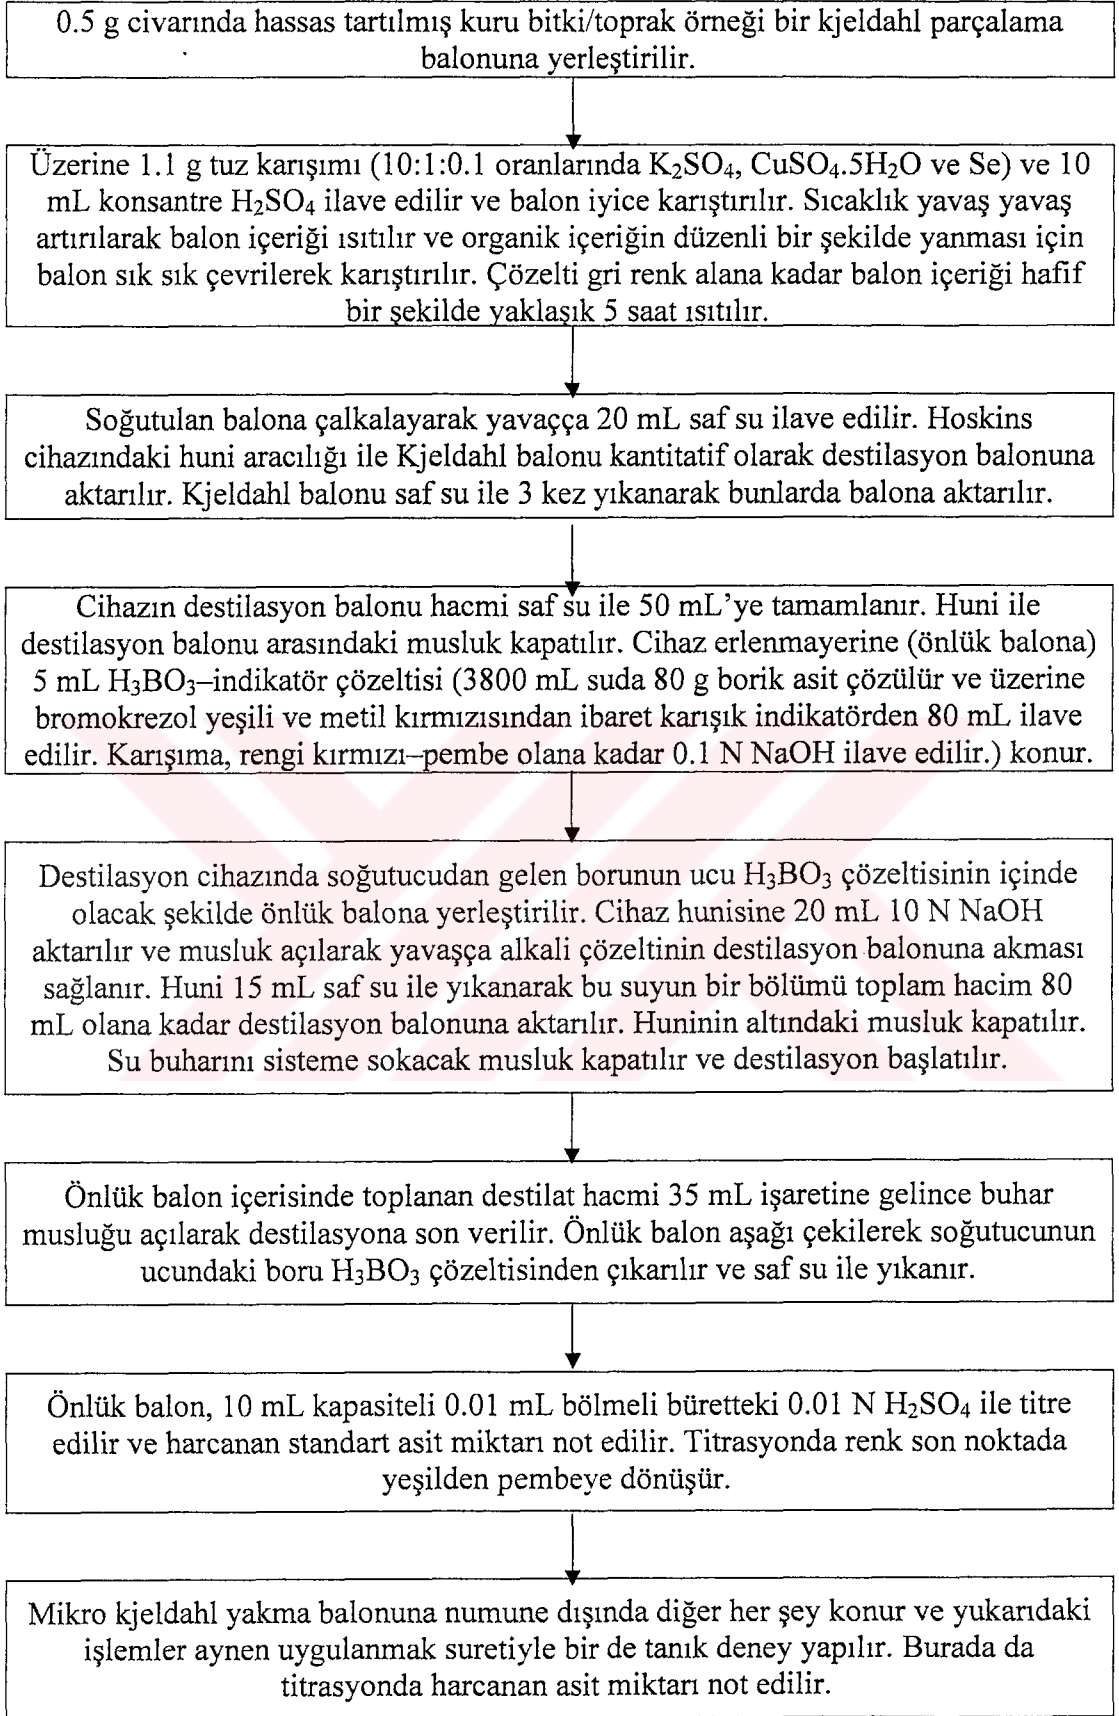 0.5 g civarında hassas tartılmış kuru bitki/toprak örneği bir kjeldahl parçalama
balonuna yerleştirilir.
Üzerine 1.1 g tuz karışımı (10:1:0.1 oranlarında K₂SO₄, CuSO₄.5H₂O ve Se) ve 10
mL konsantre H₂SO₄ ilave edilir ve balon iyice karıştırılır. Sıcaklık yavaş yavaş
artırılarak balon içeriği ısıtılır ve organik içeriğin düzenli bir şekilde yanması için
balon sık sık çevrilerek karıştırılır. Çözelti gri renk alana kadar balon içeriği hafif
bir şekilde yaklaşık 5 saat ısıtılır.
Soğutulan balona çalkalayarak yavaçça 20 mL saf su ilave edilir. Hoskins
cihazındaki huni aracılığı ile Kjeldahl balonu kantitatif olarak destilasyon balonuna
aktarılır. Kjeldahl balonu saf su ile 3 kez yıkanarak bunlarda balona aktarılır.
Cihazın destilasyon balonu hacmi saf su ile 50 mL’ye tamamlanır. Huni ile
destilasyon balonu arasındaki musluk kapatılır. Cihaz erlenmayerine (önlük balona)
5 mL H₃BO₃–indikatör çözeltisi (3800 mL suda 80 g borik asit çözülür ve üzerine
bromokrezol yeşili ve metil kırmızısından ibaret karışık indikatörden 80 mL ilave
edilir. Karışıma, rengi kırmızı–pembe olana kadar 0.1 N NaOH ilave edilir.) konur.
Destilasyon cihazında soğutucudan gelen borunun ucu H₃BO₃ çözeltisinin içinde
olacak şekilde önlük balona yerleştirilir. Cihaz hunisine 20 mL 10 N NaOH
aktarılır ve musluk açılarak yavaşça alkali çözeltinin destilasyon balonuna akması
sağlanır. Huni 15 mL saf su ile yıkanarak bu suyun bir bölümü toplam hacim 80
mL olana kadar destilasyon balonuna aktarılır. Huninin altındaki musluk kapatılır.
Su buharını sisteme sokacak musluk kapatılır ve destilasyon başlatılır.
Önlük balon içerisinde toplanan destilat hacmi 35 mL işaretine gelince buhar
musluğu açılarak destilasyona son verilir. Önlük balon aşağı çekilerek soğutucunun
ucundaki boru H₃BO₃ çözeltisinden çıkarılır ve saf su ile yıkanır.
Önlük balon, 10 mL kapasiteli 0.01 mL bölmeli büretteki 0.01 N H₂SO₄ ile titre
edilir ve harcanan standart asit miktarı not edilir. Titrasyonda renk son noktada
yeşilden pembeye dönüşür.
Mikro kjeldahl yakma balonuna numune dışında diğer her şey konur ve yukarıdaki
işlemler aynen uygulanmak suretiyle bir de tanık deney yapılır. Burada da
titrasyonda harcanan asit miktarı not edilir.